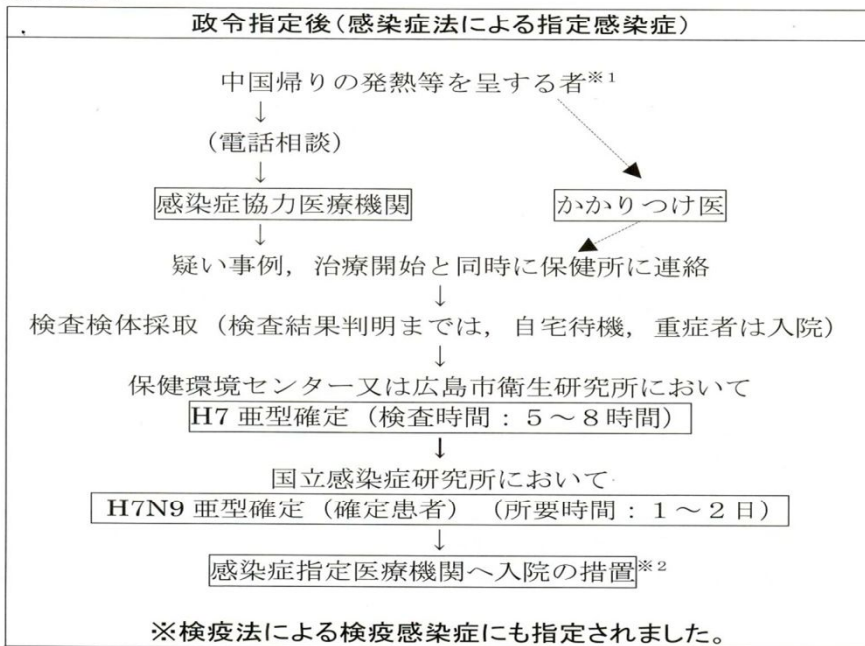 政令指定後（感染症法による指定感染症）
中国帰りの発熱等を呈する者※1
↓
（電話相談）
↓
感染症協力医療機関 かかりつけ医
↓
疑い事例，治療開始と同時に保健所に連絡
↓
検査検体採取（検査結果判明までは，自宅待機，重症者は入院）
↓
保健環境センター又は広島市衛生研究所において
H7 亜型確定（検査時間：5～8時間）
↓
国立感染症研究所において
H7N9 亜型確定（確定患者）（所要時間：1～2日）
↓
感染症指定医療機関へ入院の措置※2
※検疫法による検疫感染症にも指定されました。